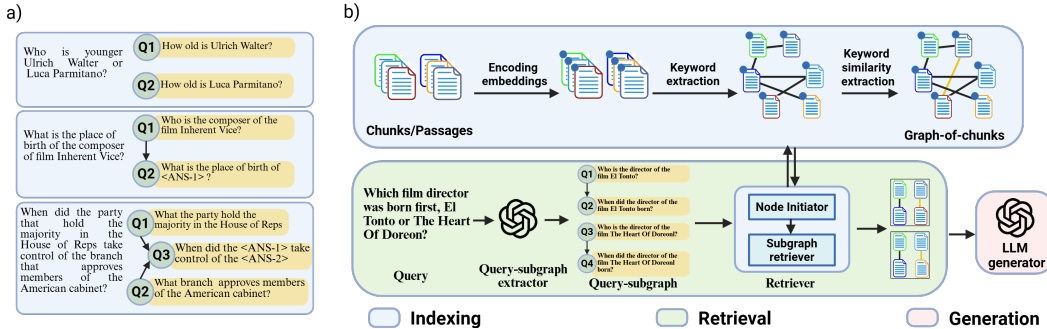 a)
Who is younger
Ulrich Walter or
Luca Parmitano?
Q1
How old is Ulrich Walter?
Q2
How old is Luca Parmitano?
What is the place of
birth of the composer
of film Inherent Vice?
Q1
Who is the composer of the
film Inherent Vice?
Q2
What is the place of birth of
<ANS-1> ?
When did the party
that hold the
majority in the
House of Reps take
control of the branch
that approves
members of the
American cabinet?
Q1
What the party hold the
majority in the House of Reps
Q3
When did the <ANS-1> take
control of the <ANS-2>
Q2
What branch approves members
of the American cabinet?
b)
Chunks/Passages
Encoding
embeddings
Keyword
extraction
Keyword
similarity
extraction
Graph-of-chunks
Which film director
was born first, El
Tonto or The Heart
Of Doreon?
Query
Query-subgraph
extractor
Q1
Who is the director of the
film El Tonto?
Q2
When did the director of the
film El Tonto born?
Q3
Who is the director of the
film The Heart Of Doreonl?
Q4
When did the director of the
film The Heart Of Doreonl
born?
Query-subgraph
Node Initiator
Subgraph
retriever
Retriever
LLM
generator
Indexing
Retrieval
Generation